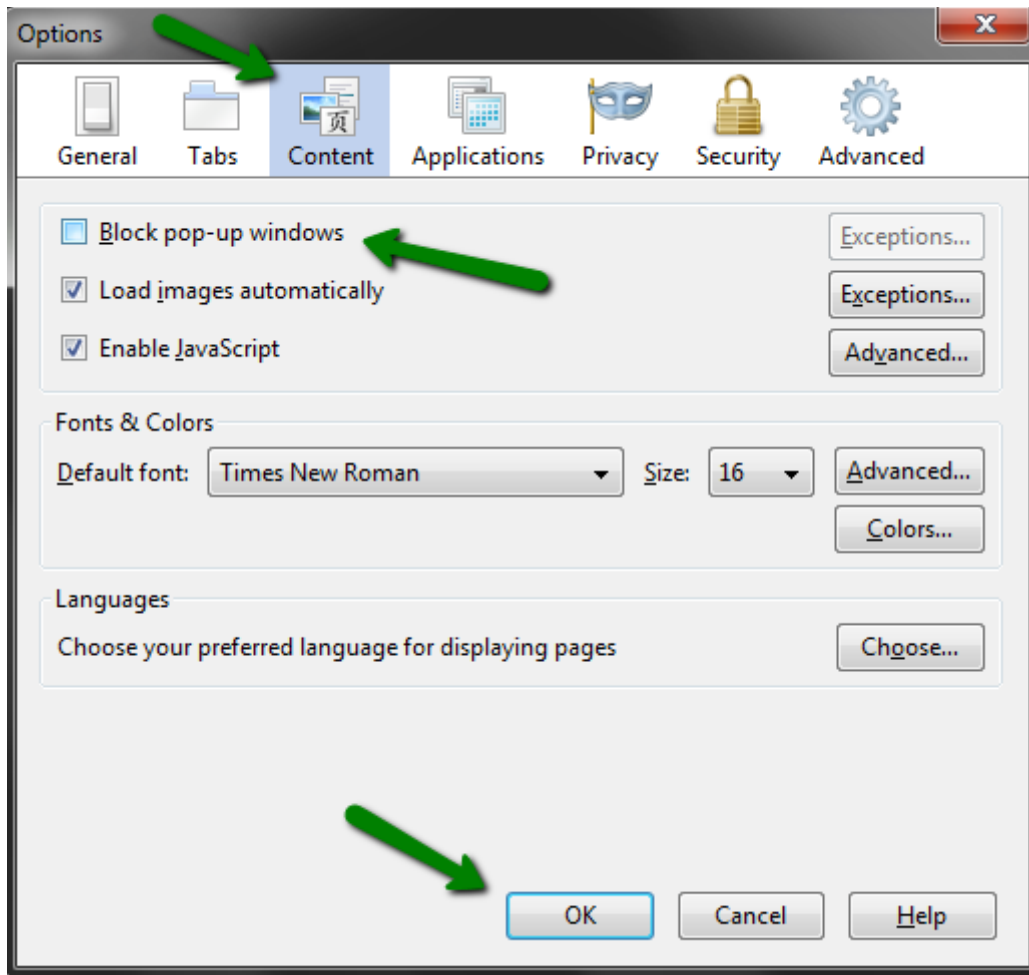 Options
General Tabs Content Applications Privacy Security Advanced
页
Block pop-up windows Exceptions...
Load images automatically Exceptions...
Enable JavaScript Advanced...
Fonts & Colors
Default font: Times New Roman Size: 16 Advanced...
Colors...
Languages
Choose your preferred language for displaying pages Choose...
OK Cancel Help